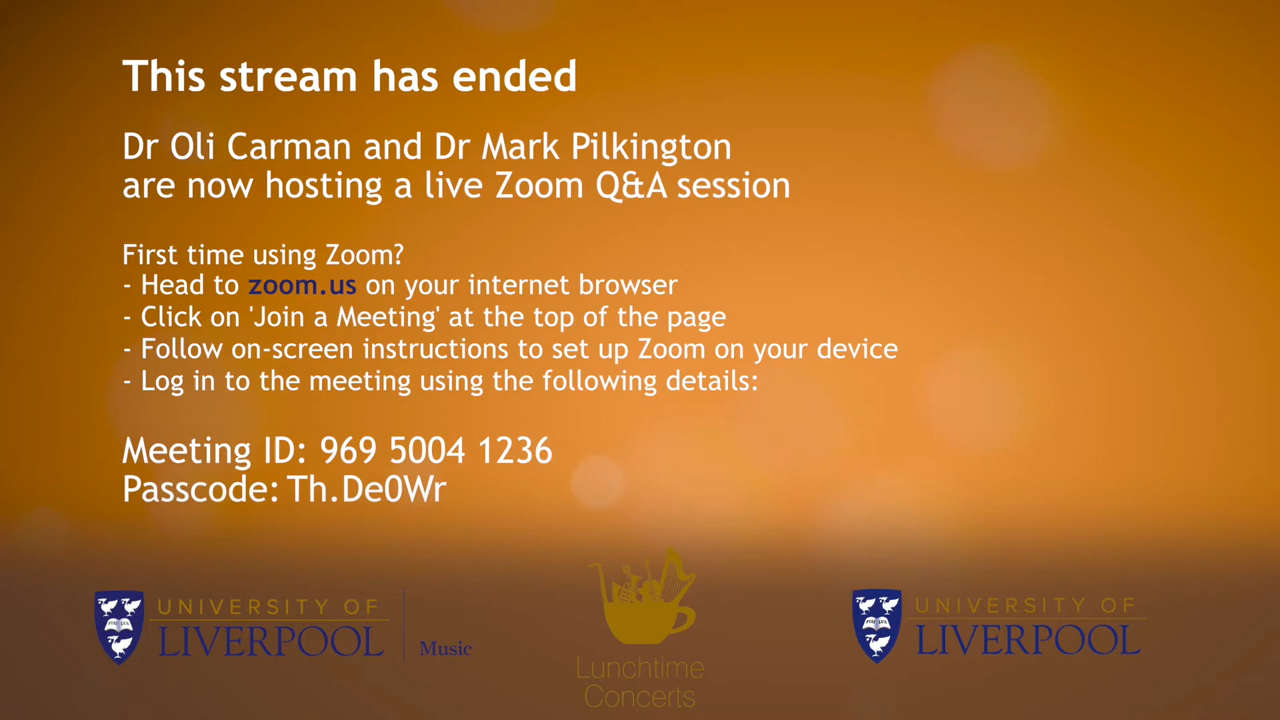 This stream has ended
Dr Oli Carman and Dr Mark Pilkington
are now hosting a live Zoom Q&A session
First time using Zoom?
- Head to zoom.us on your internet browser
- Click on 'Join a Meeting' at the top of the page
- Follow on-screen instructions to set up Zoom on your device
- Log in to the meeting using the following details:
Meeting ID: 969 5004 1236
Passcode: Th.De0Wr
UNIVERSITY OF
LIVERPOOL
Music
Lunchtime
Concerts
UNIVERSITY OF
LIVERPOOL